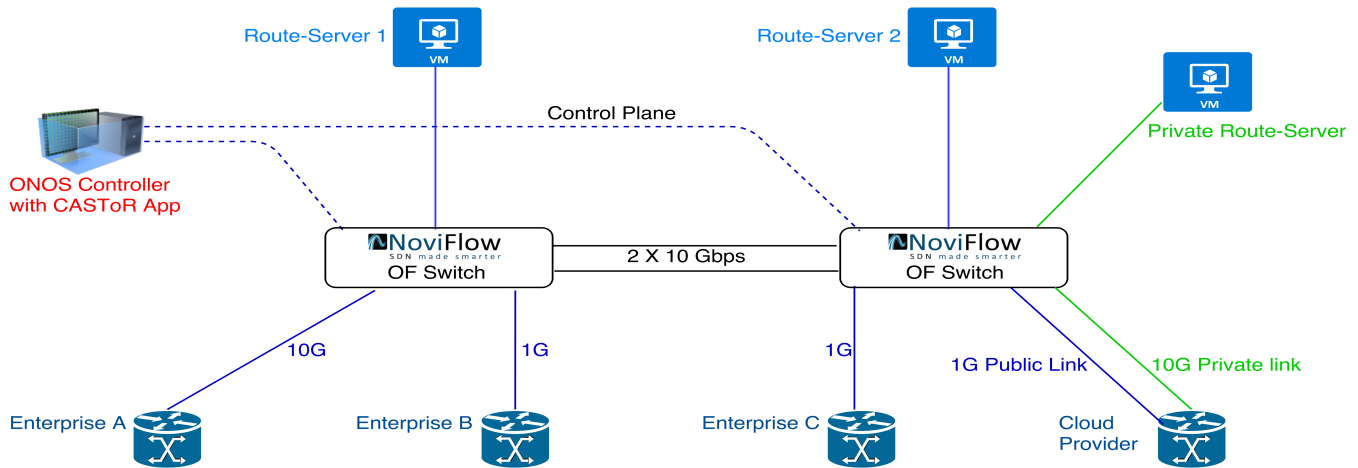 Route-Server 1
VM
Route-Server 2
VM
VM
Private Route-Server
Control Plane
ONOS Controller
with CASToR App
NoviFlow
SDN made smarter
OF Switch
2 X 10 Gbps
NoviFlow
SDN made smarter
OF Switch
10G
1G
1G
1G Public Link
10G Private link
Enterprise A
Enterprise B
Enterprise C
Cloud
Provider